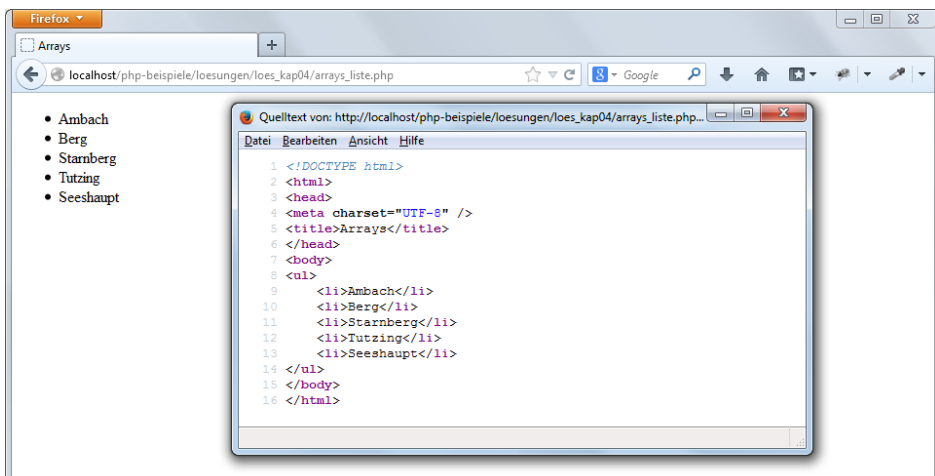 Firefox
Arrays
+
localhost/php-beispiele/loesungen/loes_kap04/arrays_liste.php
8 Google
Ambach
Berg
Starnberg
Tutzing
Seeshaupt
Quelltext von: http://localhost/php-beispiele/loesungen/loes_kap04/arrays_liste.php...
Datei Bearbeiten Ansicht Hilfe
1 <!DOCTYPE html>
2 <html>
3 <head>
4 <meta charset="UTF-8" />
5 <title>Arrays</title>
6 </head>
7 <body>
8 <ul>
9 <li>Ambach</li>
10 <li>Berg</li>
11 <li>Starnberg</li>
12 <li>Tutzing</li>
13 <li>Seeshaupt</li>
14 </ul>
15 </body>
16 </html>